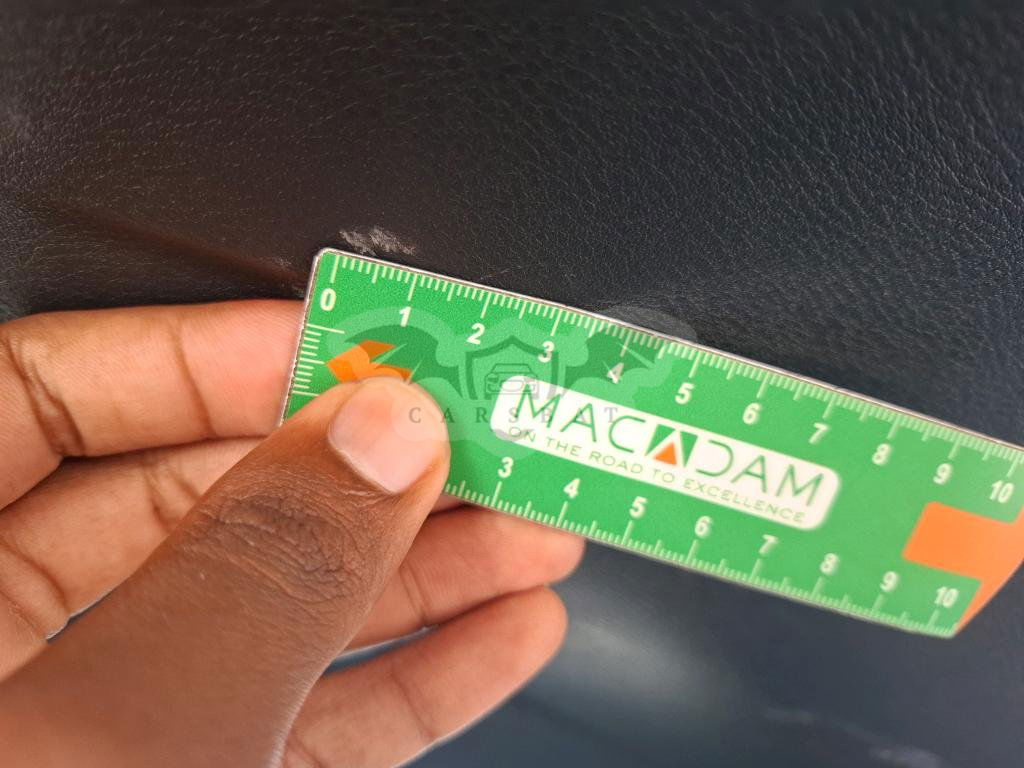 0 1 2 3 4 5 6 7 8 9 10
CARSBAT
MACADAM
ON THE ROAD TO EXCELLENCE
3 4 5 6 7 8 9 10